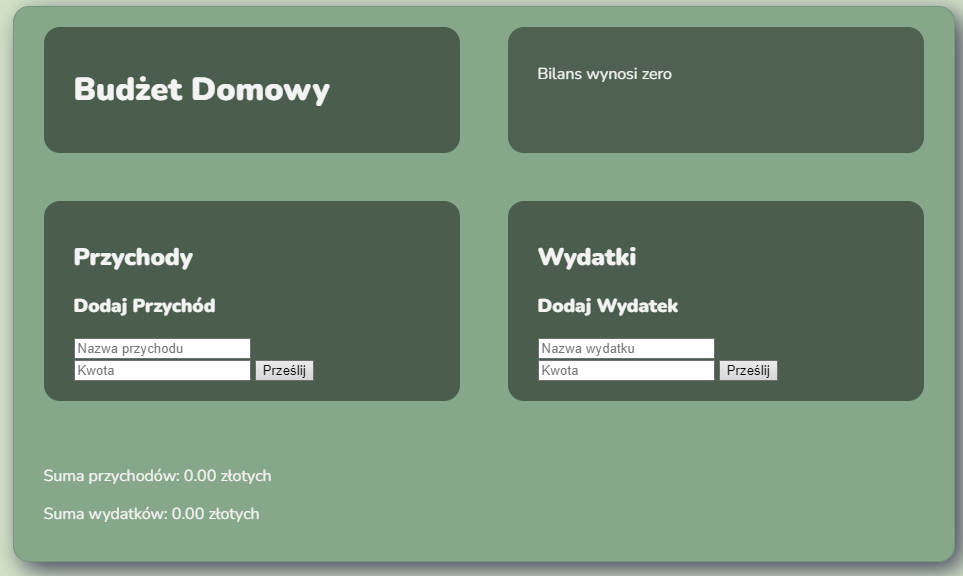 Budżet Domowy
Bilans wynosi zero
Przychody
Dodaj Przychód
Nazwa przychodu
Kwota Prześlij
Wydatki
Dodaj Wydatek
Nazwa wydatku
Kwota Prześlij
Suma przychodów: 0.00 złotych
Suma wydatków: 0.00 złotych